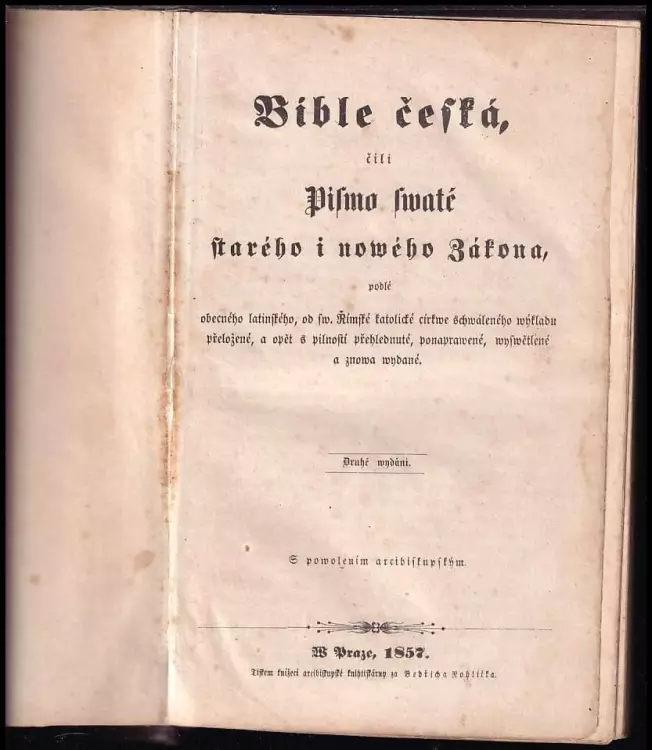 Bible česká,
čili
Pismo swaté
starého i nowého Zákona,
podlé
obecného latinského, od sw. Římské katolické církwe schwáleného wýkladu
přeložené, a opět s pilností přehlednuté, ponaprawené, wyswětlené
a znowa wydané.
Druhé wydání.
S powolením arcibiskupským.
W Praze, 1857.
Tiskem knížecí arcibiskupské knihtiskárny za Bedřicha Rohlíčka.